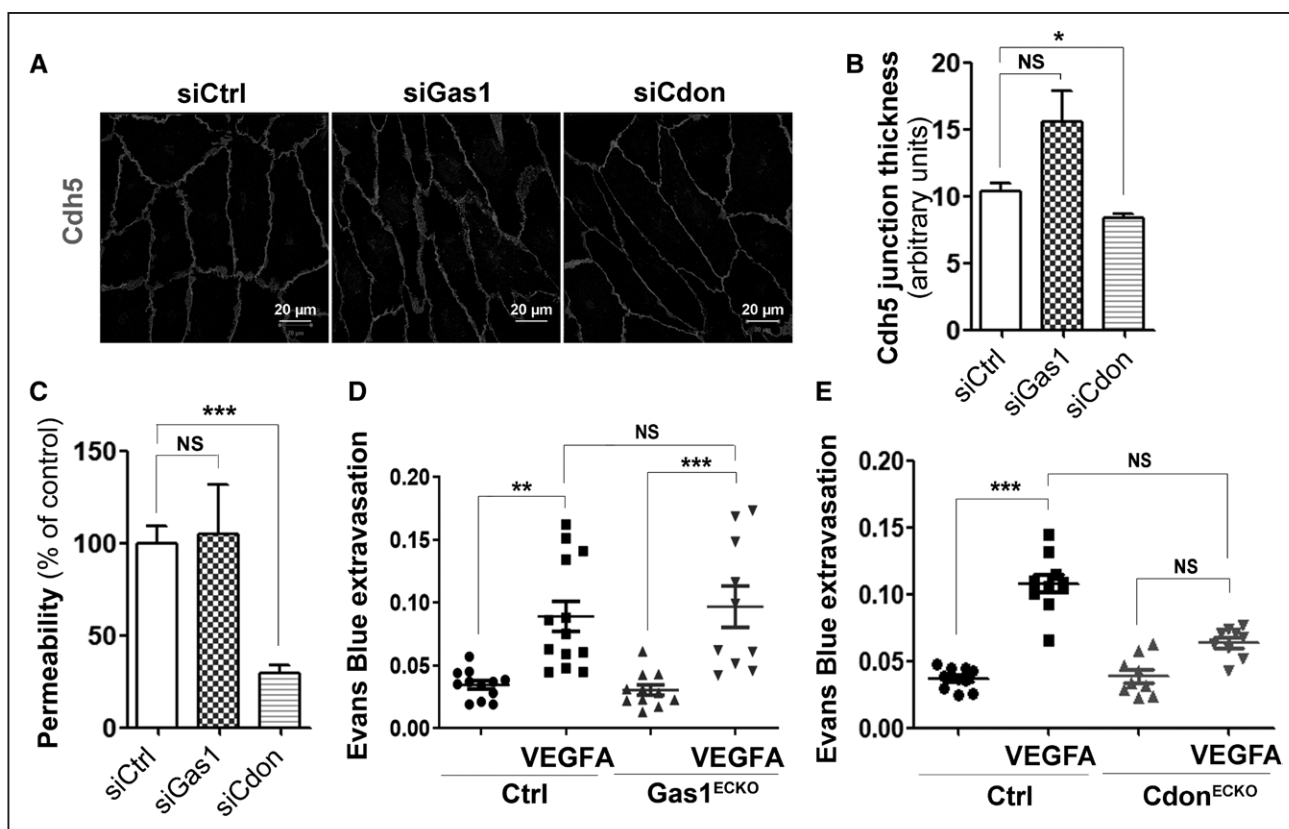 A
siCtrl
siGas1
siCdon
Cdh5
20 µm
20 µm
20 µm
B
Cdh5 junction thickness
(arbitrary units)
20
15
10
5
0
*
NS
siCtrl
siGas1
siCdon
C
Permeability (% of control)
150
100
50
0
***
NS
siCtrl
siGas1
siCdon
D
Evans Blue extravasation
0.20
0.15
0.10
0.05
0.00
NS
**
***
VEGFA
VEGFA
Ctrl
Gas1ECKO
E
Evans Blue extravasation
0.20
0.15
0.10
0.05
0.00
NS
***
NS
VEGFA
VEGFA
Ctrl
CdonECKO